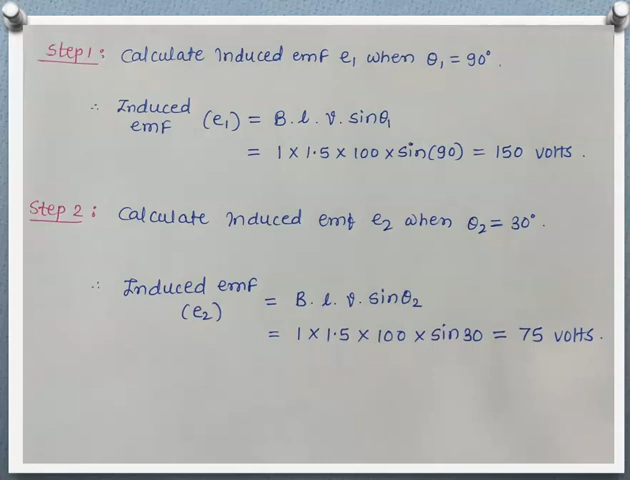 Step 1 : Calculate Induced emf e₁ when θ₁ = 90°.
∴ Induced emf (e₁) = B. l. v. sinθ₁
= 1 × 1.5 × 100 × sin(90) = 150 volts.
Step 2 : Calculate Induced emf e₂ when θ₂ = 30°.
∴ Induced emf (e₂) = B. l. v. sinθ₂
= 1 × 1.5 × 100 × sin 30 = 75 volts.